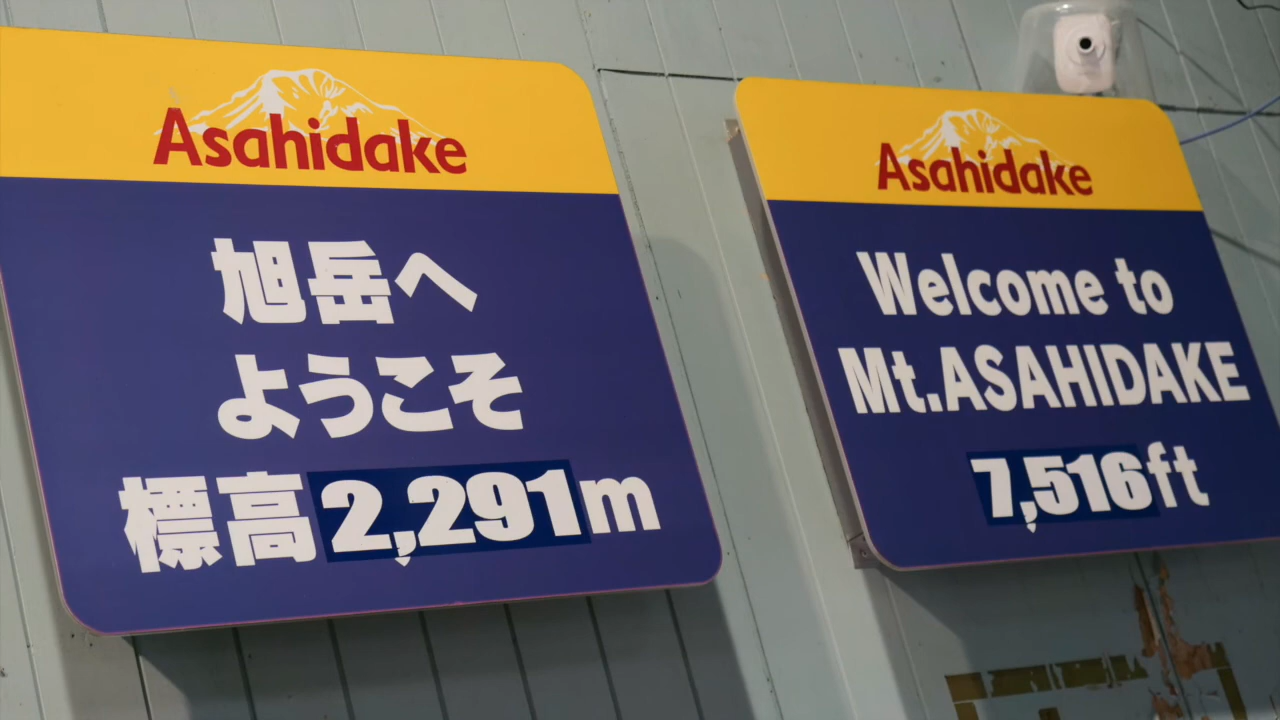 Asahidake
旭岳へ
ようこそ
標高2,291m
Asahidake
Welcome to
Mt.ASAHIDAKE
7,516ft